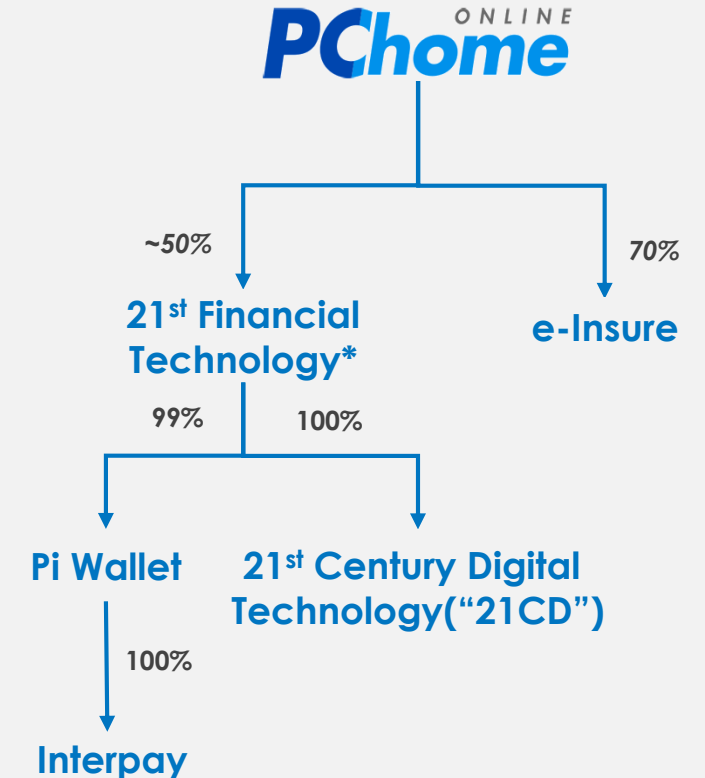 ONLINE
PChome
~50%
70%
21st Financial
Technology*
e-Insure
99%
100%
Pi Wallet
21st Century Digital
Technology(“21CD”)
100%
Interpay